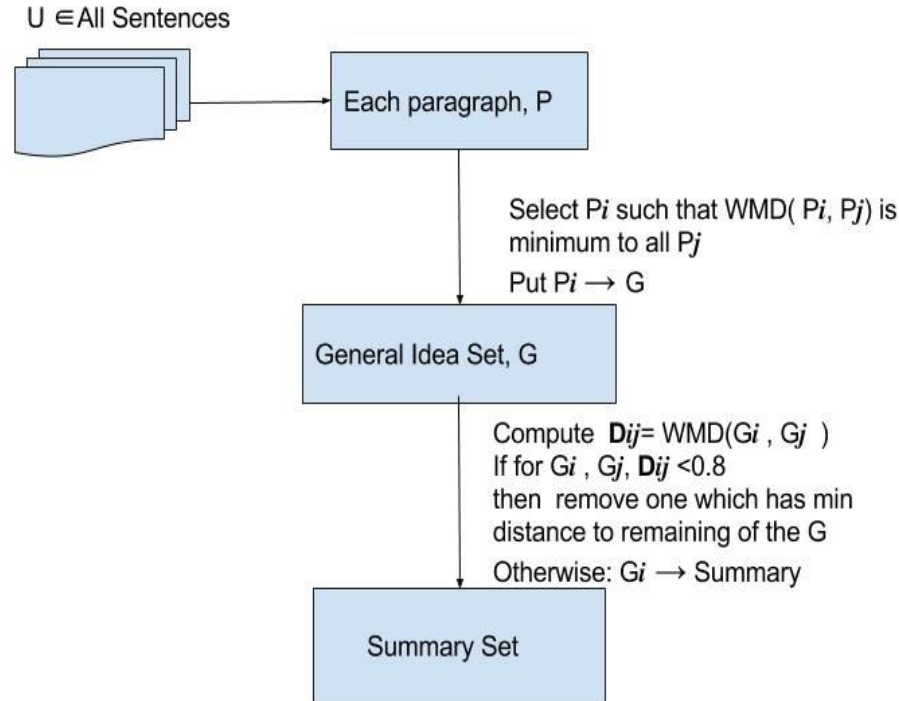 U ∈All Sentences
Each paragraph, P
Select Pi such that WMD( Pi, Pj) is
minimum to all Pj
Put Pi → G
General Idea Set, G
Compute Dij= WMD(Gi , Gj )
If for Gi , Gj, Dij <0.8
then remove one which has min
distance to remaining of the G
Otherwise: Gi → Summary
Summary Set